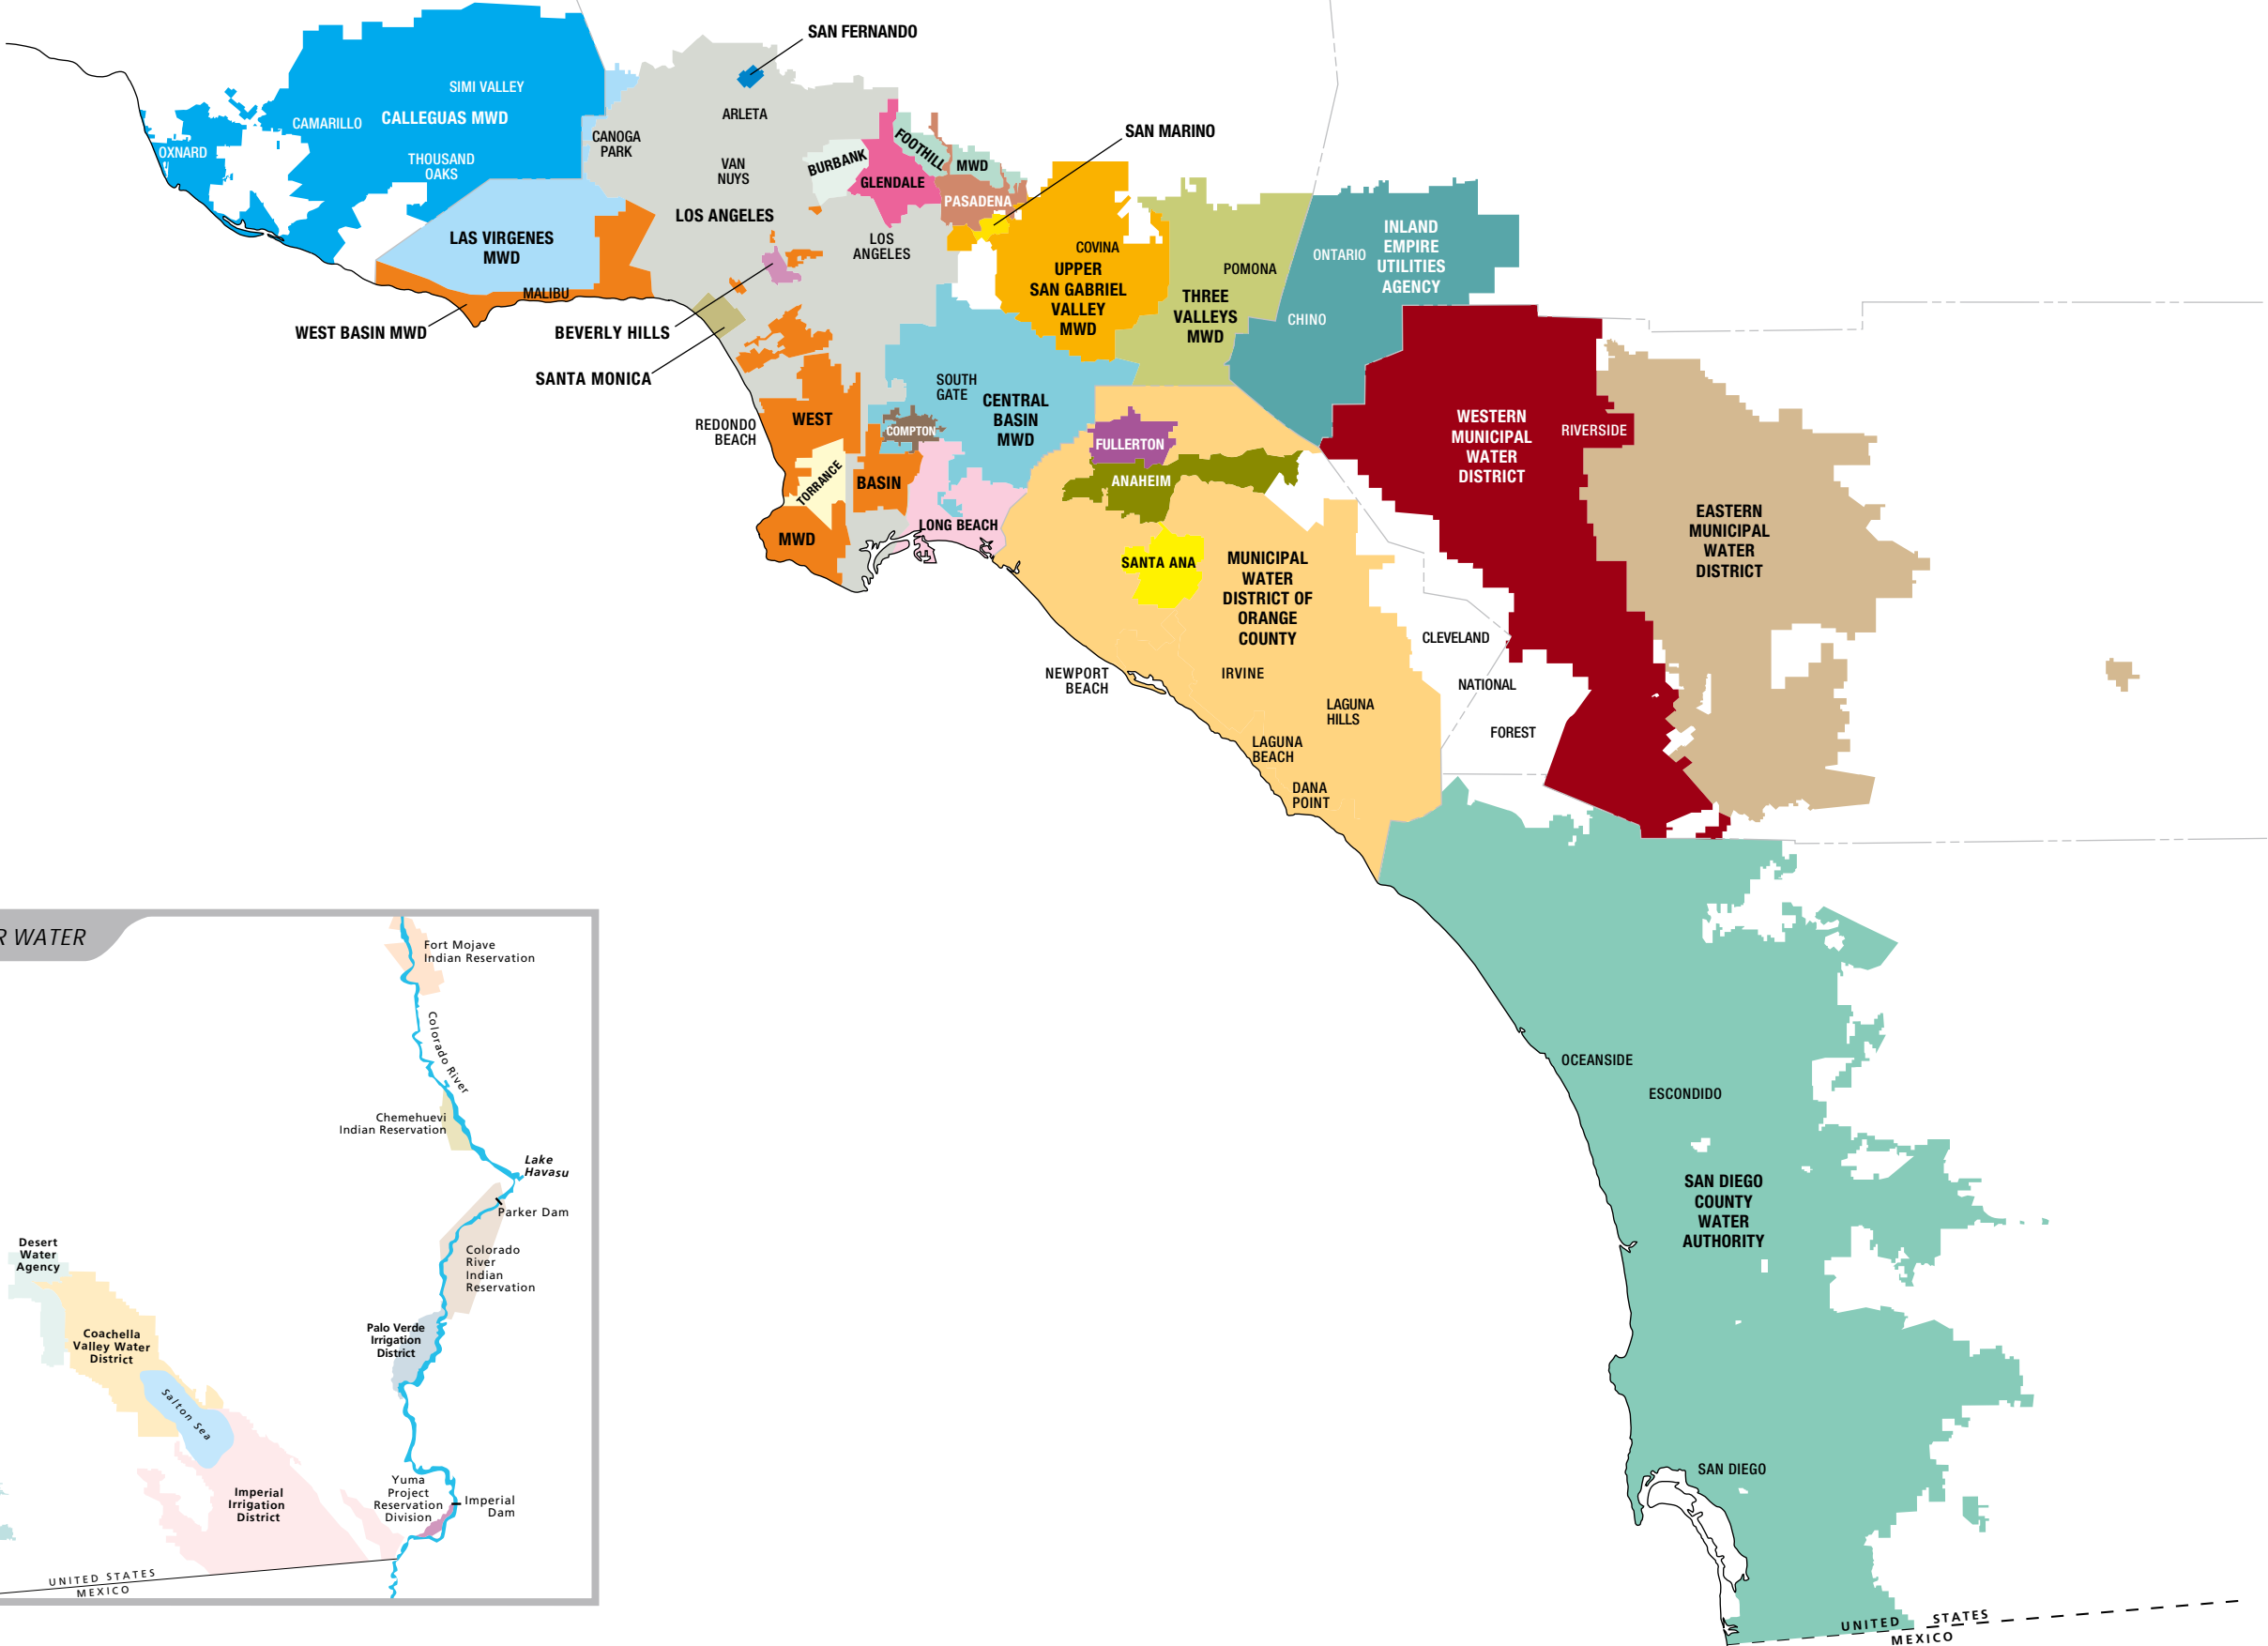 SAN FERNANDO
SIMI VALLEY
CAMARILLO
CALLEGUAS MWD
OXNARD
THOUSAND
OAKS
ARLETA
CANOGA
PARK
VAN
NUYS
LOS ANGELES
LOS
ANGELES
BURBANK
GLENDALE
FOOTHILL
MWD
PASADENA
SAN MARINO
LAS VIRGENES
MWD
MALIBU
WEST BASIN MWD
BEVERLY HILLS
SANTA MONICA
COVINA
UPPER
SAN GABRIEL
VALLEY
MWD
POMONA
THREE
VALLEYS
MWD
ONTARIO
INLAND
EMPIRE
UTILITIES
AGENCY
CHINO
SOUTH
GATE
CENTRAL
BASIN
MWD
COMPTON
REDONDO
BEACH
WEST
TORRANCE
BASIN
MWD
LONG BEACH
FULLERTON
ANAHEIM
SANTA ANA
MUNICIPAL
WATER
DISTRICT OF
ORANGE
COUNTY
WESTERN
MUNICIPAL
WATER
DISTRICT
RIVERSIDE
EASTERN
MUNICIPAL
WATER
DISTRICT
CLEVELAND
NATIONAL
FOREST
NEWPORT
BEACH
IRVINE
LAGUNA
HILLS
LAGUNA
BEACH
DANA
POINT
OCEANSIDE
ESCONDIDO
SAN DIEGO
COUNTY
WATER
AUTHORITY
SAN DIEGO
UNITED STATES
MEXICO
R WATER
Fort Mojave
Indian Reservation
Colorado River
Chemehuevi
Indian Reservation
Lake
Havasu
Parker Dam
Colorado
River
Indian
Reservation
Desert
Water
Agency
Coachella
Valley Water
District
Palo Verde
Irrigation
District
Salton Sea
Imperial
Irrigation
District
Yuma
Project
Reservation
Division
Imperial
Dam
UNITED STATES
MEXICO